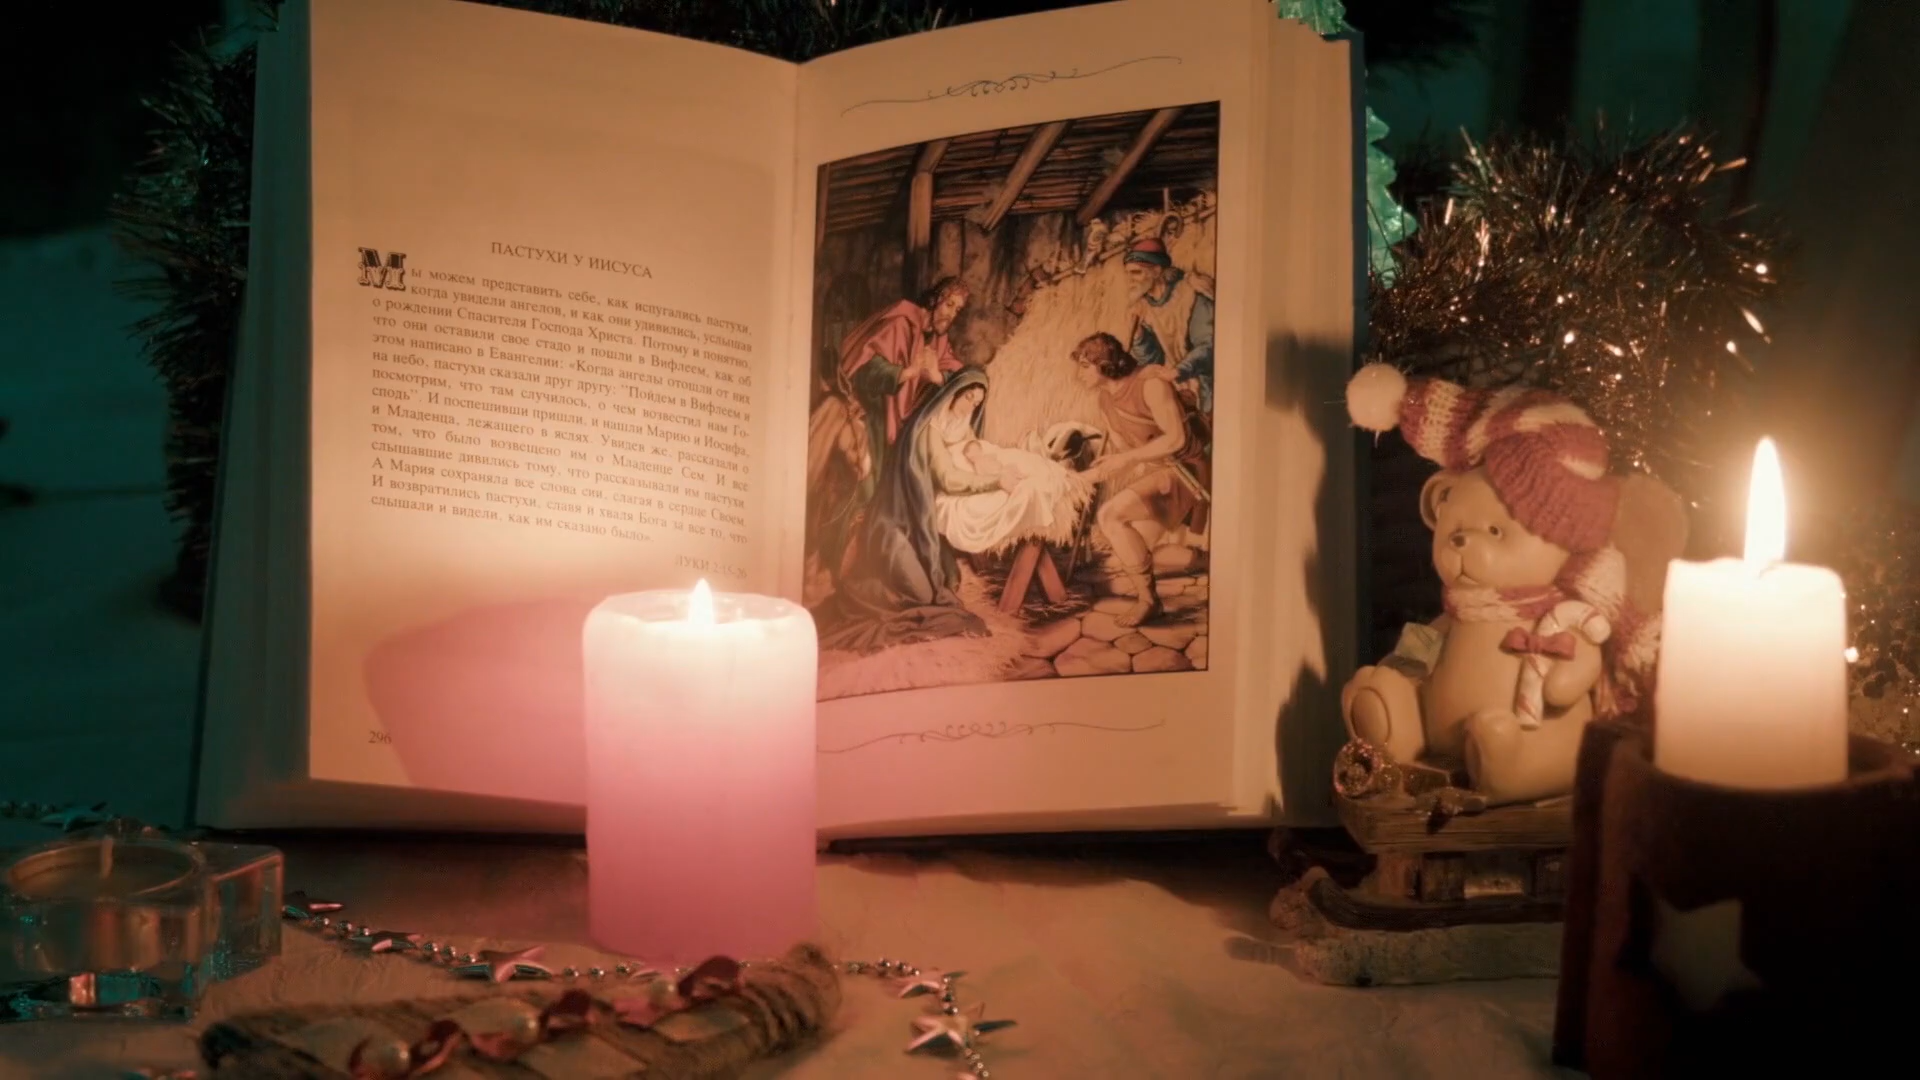 ПАСТУХИ У ИИСУСА
Мы можем представить себе, как испугались пастухи,
когда увидели ангелов, и как они удивились, услышав
о рождении Спасителя Господа Христа. Потому и понятно,
что они оставили свое стадо и пошли в Вифлеем, как об
этом написано в Евангелии: «Когда ангелы отошли от них
на небо, пастухи сказали друг другу: "Пойдем в Вифлеем и
посмотрим, что там случилось, о чем возвестил нам Го-
сподь". И поспешивши пришли, и нашли Марию и Иосифа,
и Младенца, лежащего в яслях. Увидев же, рассказали о
том, что было возвещено им о Младенце Сем. И все
слышавшие дивились тому, что рассказывали им пастухи.
А Мария сохраняла все слова сии, слагая в сердце Своем.
И возвратились пастухи, славя и хваля Бога за все то, что
слышали и видели, как им сказано было».
ЛУКИ 2:15-20
296